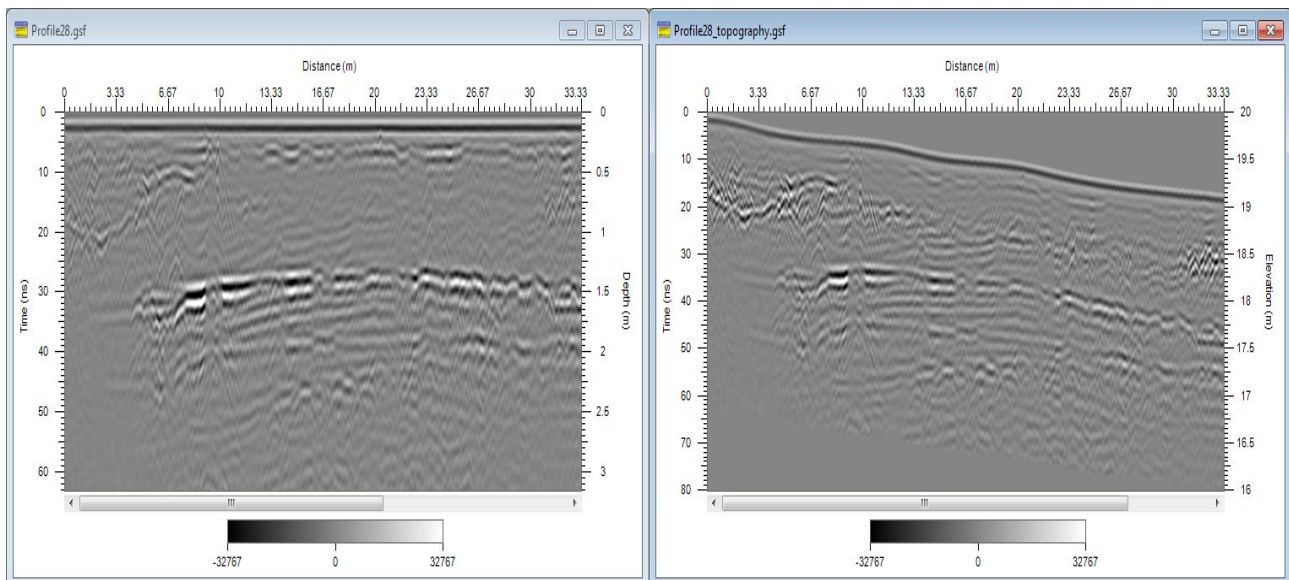 Profile28.gsf
Distance (m)
0 3.33 6.67 10 13.33 16.67 20 23.33 26.67 30 33.33
0 0
10 0.5
20 1
30 1.5
40 2
50 2.5
60 3
Time (ns)
Depth (m)
-32767 0 32767
Profile28_topography.gsf
Distance (m)
0 3.33 6.67 10 13.33 16.67 20 23.33 26.67 30 33.33
0 20
10 19.5
20 19
30 18.5
40 18
50 17.5
60 17
70 16.5
80 16
Time (ns)
Elevation (m)
-32767 0 32767